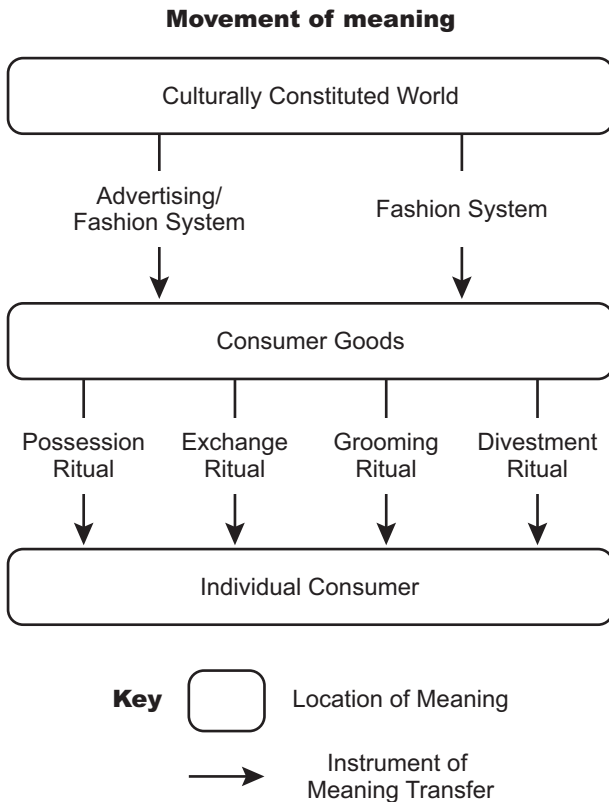 Movement of meaning
Culturally Constituted World
Advertising/
Fashion System
Fashion System
Consumer Goods
Possession
Ritual
Exchange
Ritual
Grooming
Ritual
Divestment
Ritual
Individual Consumer
Key
Location of Meaning
Instrument of
Meaning Transfer